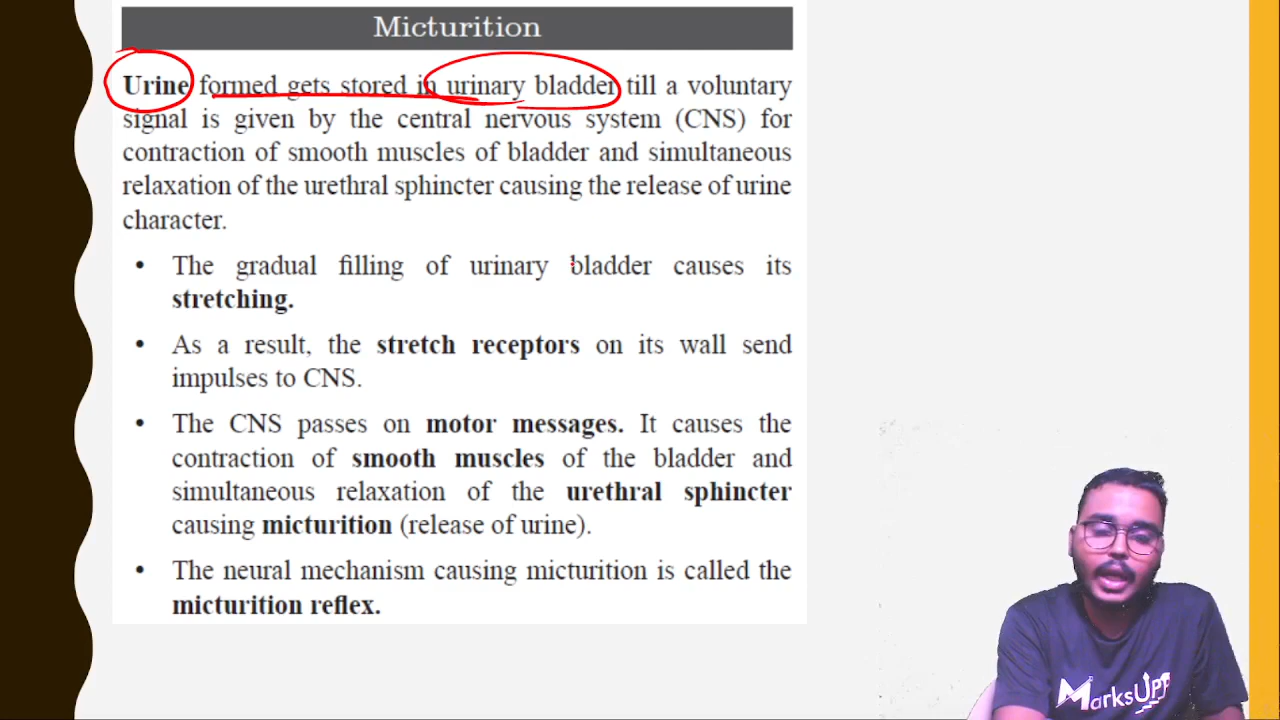 Micturition
Urine formed gets stored in urinary bladder till a voluntary
signal is given by the central nervous system (CNS) for
contraction of smooth muscles of bladder and simultaneous
relaxation of the urethral sphincter causing the release of urine
character.
• The gradual filling of urinary bladder causes its
stretching.
• As a result, the stretch receptors on its wall send
impulses to CNS.
• The CNS passes on motor messages. It causes the
contraction of smooth muscles of the bladder and
simultaneous relaxation of the urethral sphincter
causing micturition (release of urine).
• The neural mechanism causing micturition is called the
micturition reflex.
MarksUPP